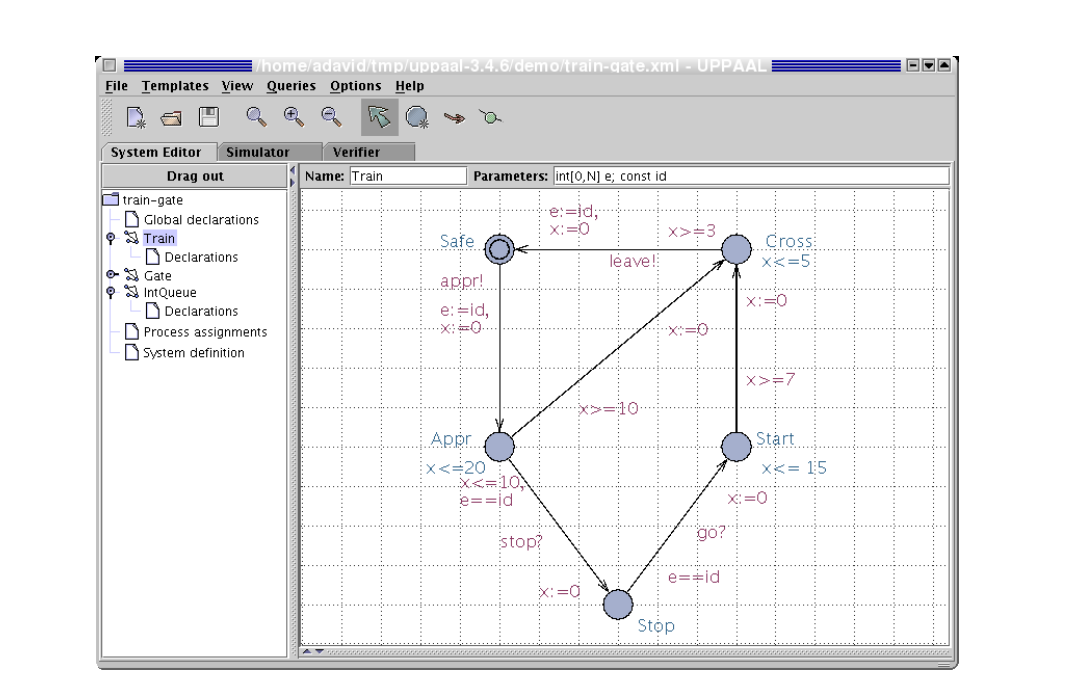 /home/adavid/tmp/uppaal-3.4.6/demo/train-gate.xml - UPPAAL
File Templates View Queries Options Help
System Editor Simulator Verifier
Drag out
Name: Train Parameters: int[0,N] e; const id
train-gate
Global declarations
Train
Declarations
Gate
IntQueue
Declarations
Process assignments
System definition
e:=id,
x:=0
x>=3
Safe
Cross
leave!
x<=5
appr!
e:=id,
x:=0
x:=0
x:=0
x>=7
x>=10
Appr
Start
x<=20
x<= 15
x<=10,
e==id
x:=0
stop?
go?
e==id
x:=0
Stop